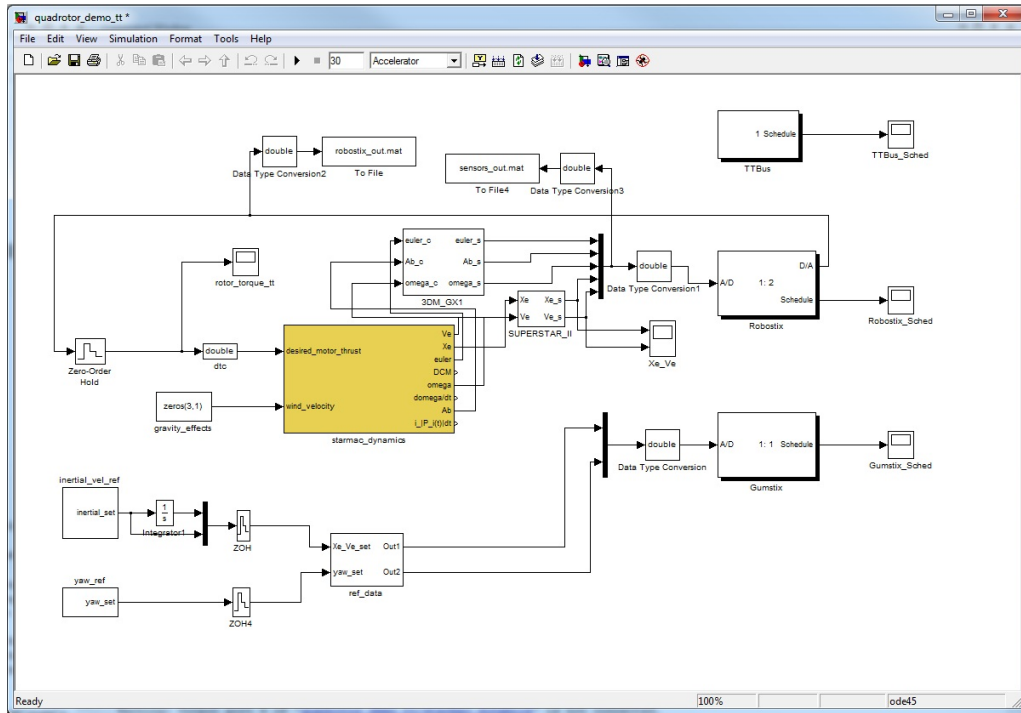 quadrotor_demo_tt *
File Edit View Simulation Format Tools Help
30 Accelerator
double
Data Type Conversion2
robostix_out.mat
To File
sensors_out.mat
To File4
double
Data Type Conversion3
1 Schedule
TTBus
TTBus_Sched
rotor_torque_tt
euler_c euler_s
Ab_c Ab_s
omega_c omega_s
3DM_GX1
Xe Xe_s
Ve Ve_s
SUPERSTAR_II
double
Data Type Conversion1
D/A
A/D 1: 2
Schedule
Robostix
Robostix_Sched
Xe_Ve
Zero-Order
Hold
double
dtc
desired_motor_thrust
wind_velocity
Ve
Xe
euler
DCM
omega
domega/dt
Ab
i_|P_i(t)|dt
starmac_dynamics
zeros(3,1)
gravity_effects
double
Data Type Conversion
A/D 1: 1 Schedule
Gumstix
Gumstix_Sched
inertial_vel_ref
inertial_set
1
s
Integrator1
ZOH
Xe_Ve_set Out1
yaw_set Out2
ref_data
yaw_ref
yaw_set
ZOH4
Ready 100% ode45